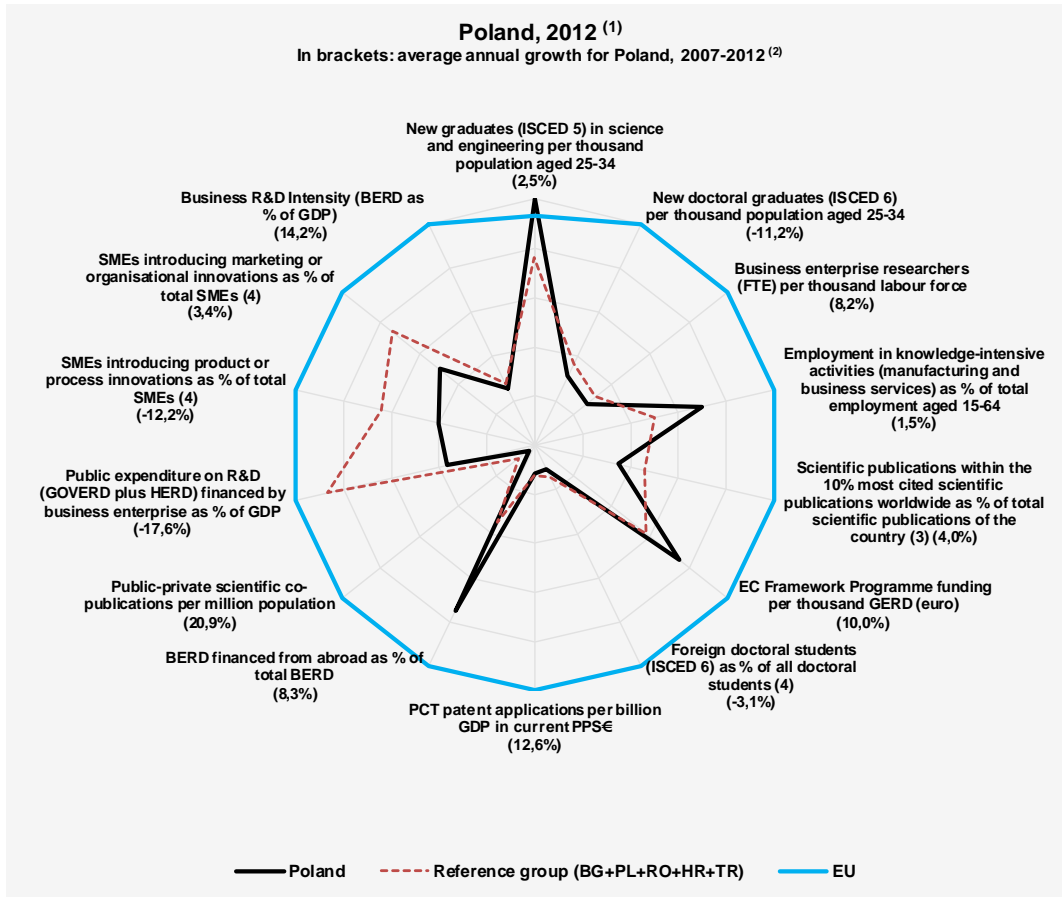 Poland, 2012 (1)
In brackets: average annual growth for Poland, 2007-2012 (2)
New graduates (ISCED 5) in science
and engineering per thousand
population aged 25-34
(2,5%)
New doctoral graduates (ISCED 6)
per thousand population aged 25-34
(-11,2%)
Business enterprise researchers
(FTE) per thousand labour force
(8,2%)
Employment in knowledge-intensive
activities (manufacturing and
business services) as % of total
employment aged 15-64
(1,5%)
Scientific publications within the
10% most cited scientific
publications worldwide as % of total
scientific publications of the
country (3) (4,0%)
EC Framework Programme funding
per thousand GERD (euro)
(10,0%)
Foreign doctoral students
(ISCED 6) as % of all doctoral
students (4)
(-3,1%)
PCT patent applications per billion
GDP in current PPS€
(12,6%)
BERD financed from abroad as % of
total BERD
(8,3%)
Public-private scientific co-
publications per million population
(20,9%)
Public expenditure on R&D
(GOVERD plus HERD) financed by
business enterprise as % of GDP
(-17,6%)
SMEs introducing product or
process innovations as % of total
SMEs (4)
(-12,2%)
SMEs introducing marketing or
organisational innovations as % of
total SMEs (4)
(3,4%)
Business R&D Intensity (BERD as
% of GDP)
(14,2%)
Poland
Reference group (BG+PL+RO+HR+TR)
EU